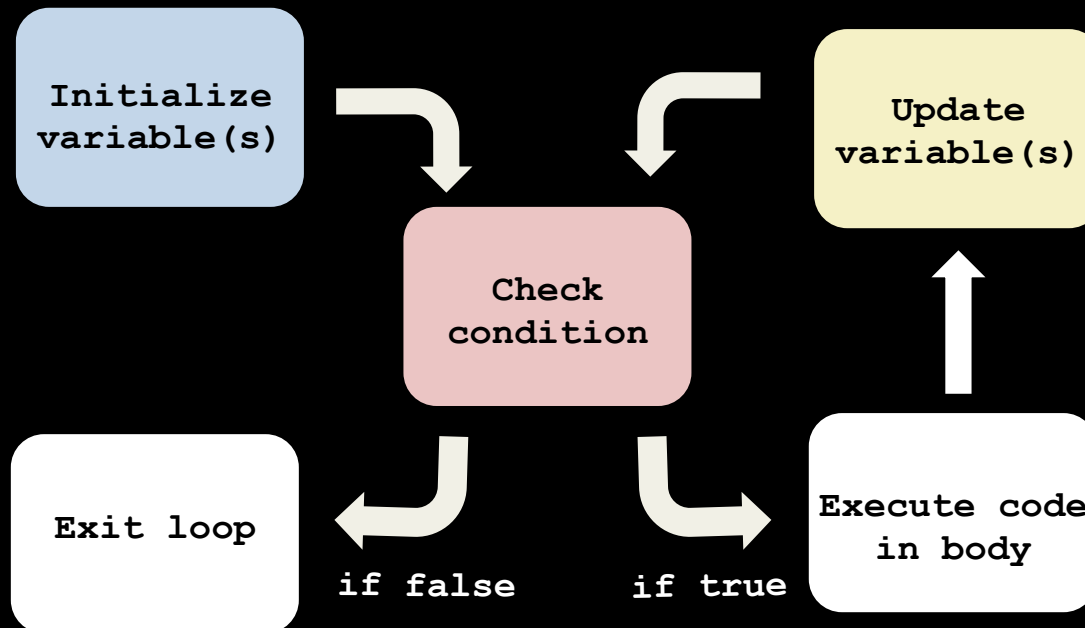 Initialize
variable(s)
Update
variable(s)
Check
condition
Exit loop
Execute code
in body
if false
if true